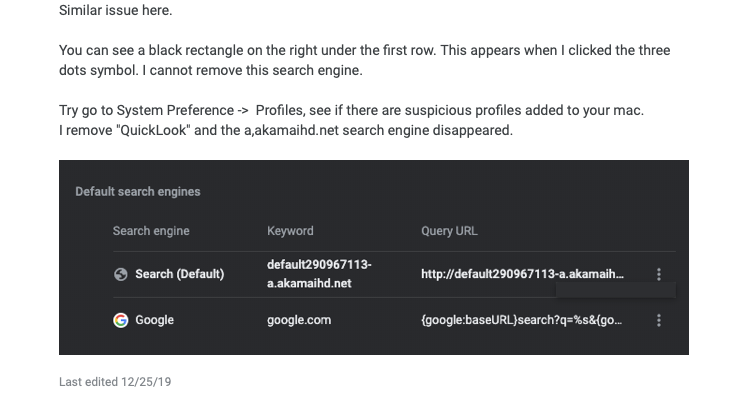 Similar issue here.
You can see a black rectangle on the right under the first row. This appears when I clicked the three
dots symbol. I cannot remove this search engine.
Try go to System Preference -> Profiles, see if there are suspicious profiles added to your mac.
I remove "QuickLook" and the a,akamaihd.net search engine disappeared.
Default search engines
Search engine Keyword Query URL
Search (Default) default290967113-
a.akamaihd.net http://default290967113-a.akamaih...
Google google.com {google:baseURL}search?q=%s&{go...
Last edited 12/25/19